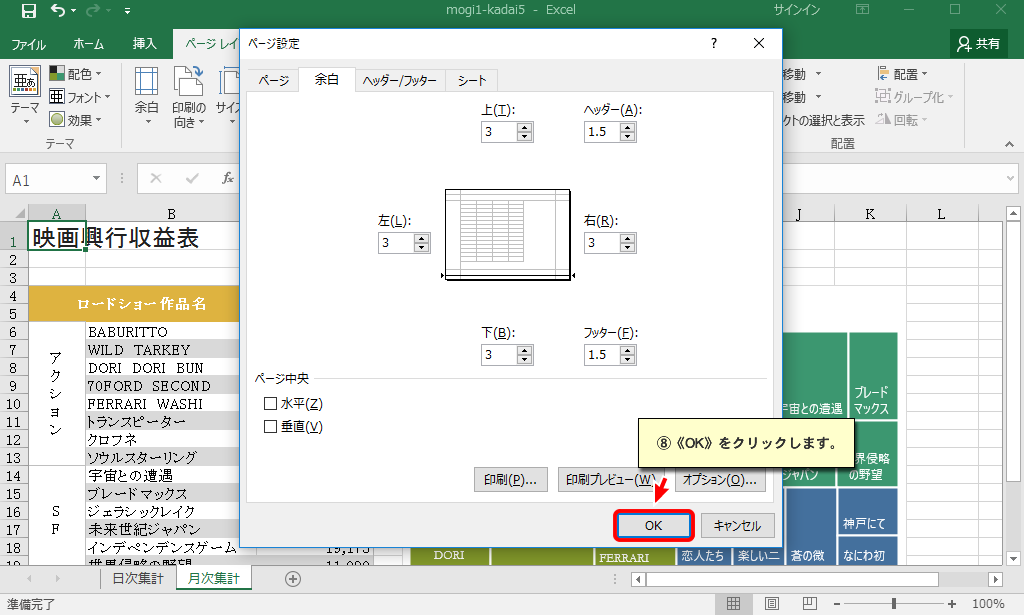 mogi1-kadai5 - Excel
サインイン
ファイル
ホーム
挿入
ページ レイ
共有
テーマ
配色
フォント
効果
テーマ
余白
印刷の
向き
サイズ
移動
移動
クトの選択と表示
配置
グループ化
回転
配置
A1
fx
A
B
J
K
L
1
2
3
4
5
6
7
8
9
10
11
12
13
14
15
16
17
18
映画興行収益表
ロードショー作品名
アクション
BABURITTO
WILD TARKEY
DORI DORI BUN
70FORD SECOND
FERRARI WASHI
トランスピーター
クロフネ
ソウルスターリング
SF
宇宙との遭遇
ブレードマックス
ジェラシックレイク
未来世紀ジャパン
インデペンデンスゲーム
世界侵略の野望
19,173
11,090
ページ設定
?
ページ
余白
ヘッダー/フッター
シート
上(T):
3
ヘッダー(A):
1.5
左(L):
3
右(R):
3
下(B):
3
フッター(F):
1.5
ページ中央
水平(Z)
垂直(V)
印刷(P)...
印刷プレビュー(W)
オプション(O)...
⑧《OK》をクリックします。
OK
キャンセル
宇宙との遭遇
ブレード
マックス
ジャパン
界侵略
の野望
神戸にて
DORI
FERRARI
恋人たち
楽しい二
蒼の微
なにわ初
日次集計
月次集計
準備完了
100%